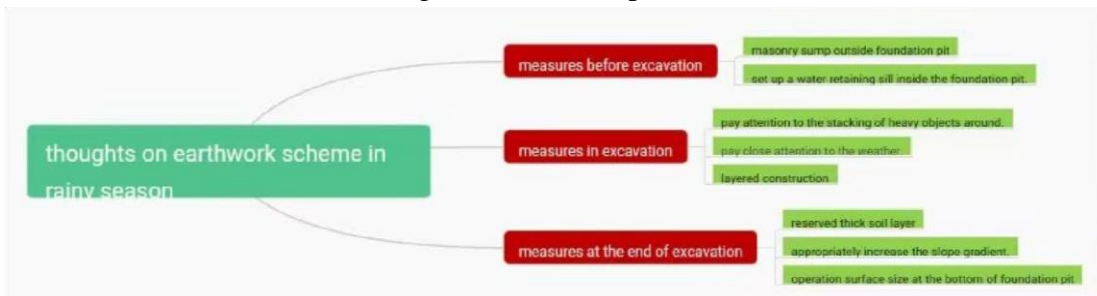 thoughts on earthwork scheme in
rainy season
measures before excavation
masonry sump outside foundation pit
set up a water retaining sill inside the foundation pit.
measures in excavation
pay attention to the stacking of heavy objects around.
pay close attention to the weather
layered construction
measures at the end of excavation
reserved thick soil layer
appropriately increase the slope gradient.
operation surface size at the bottom of foundation pit